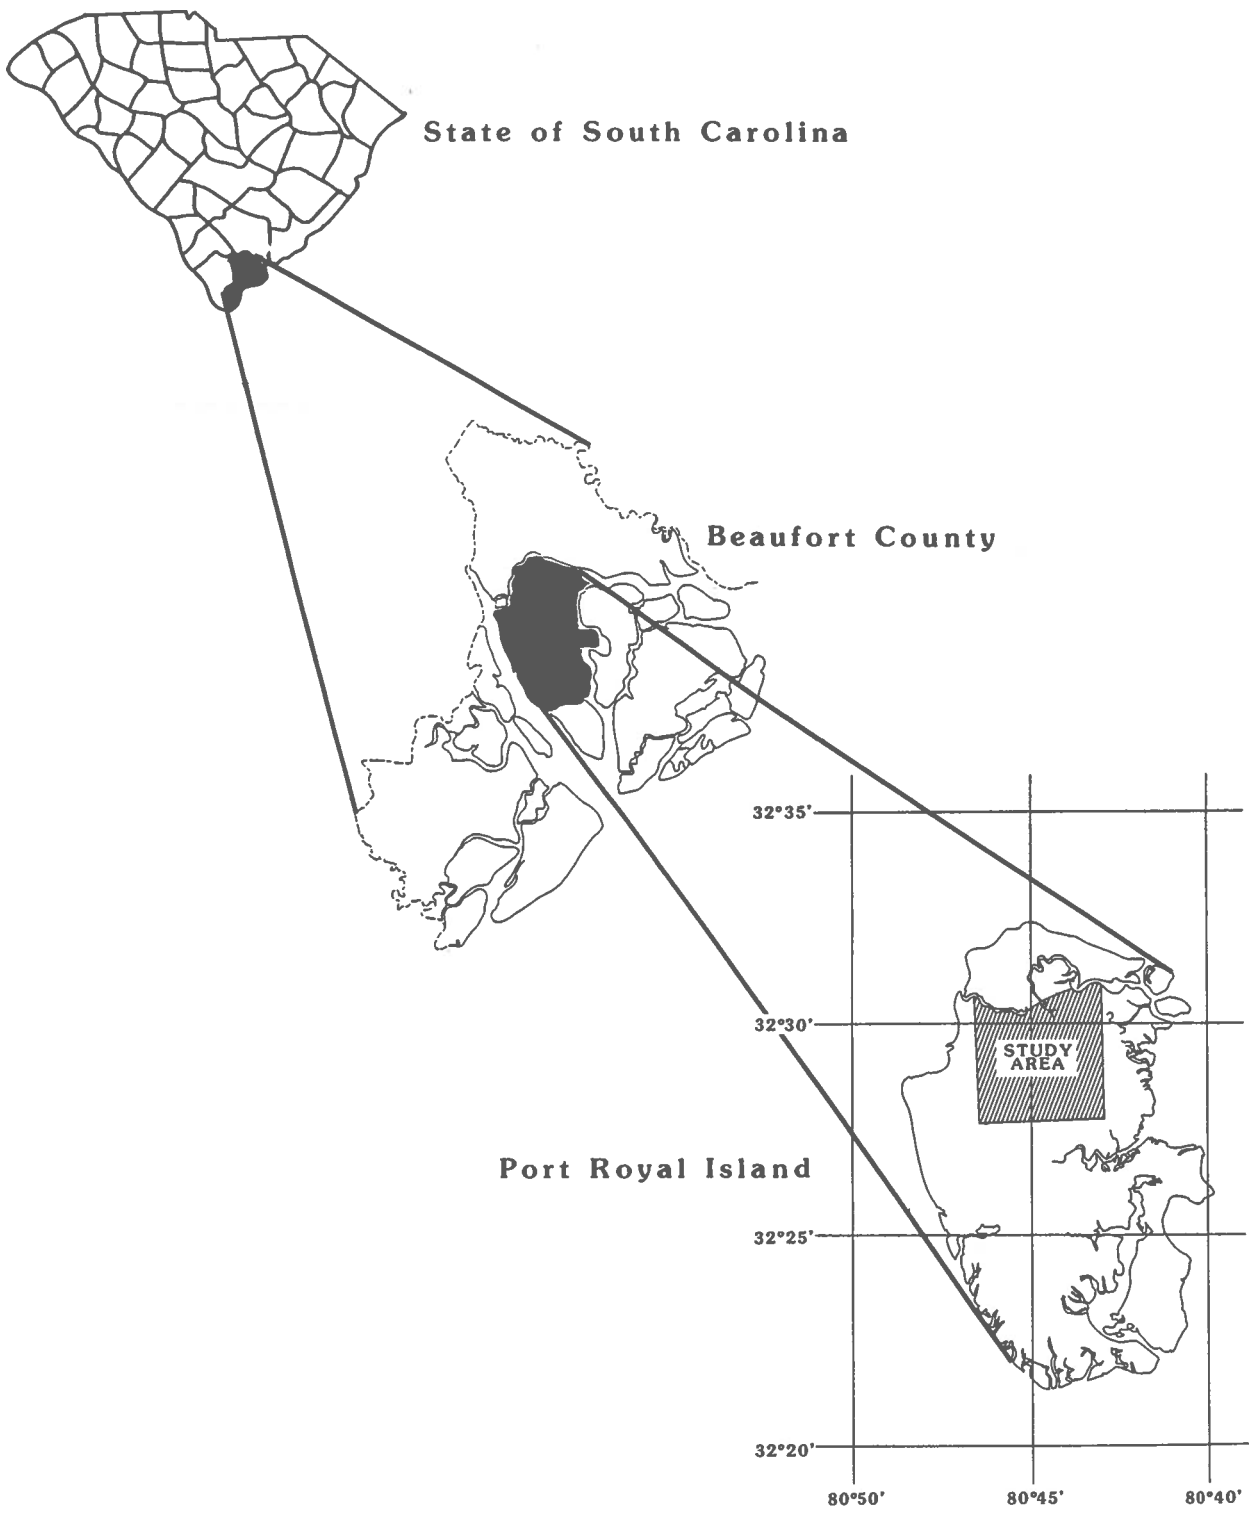 State of South Carolina
Beaufort County
32°35'
32°30'
STUDY
AREA
Port Royal Island
32°25'
32°20'
80°50'
80°45'
80°40'